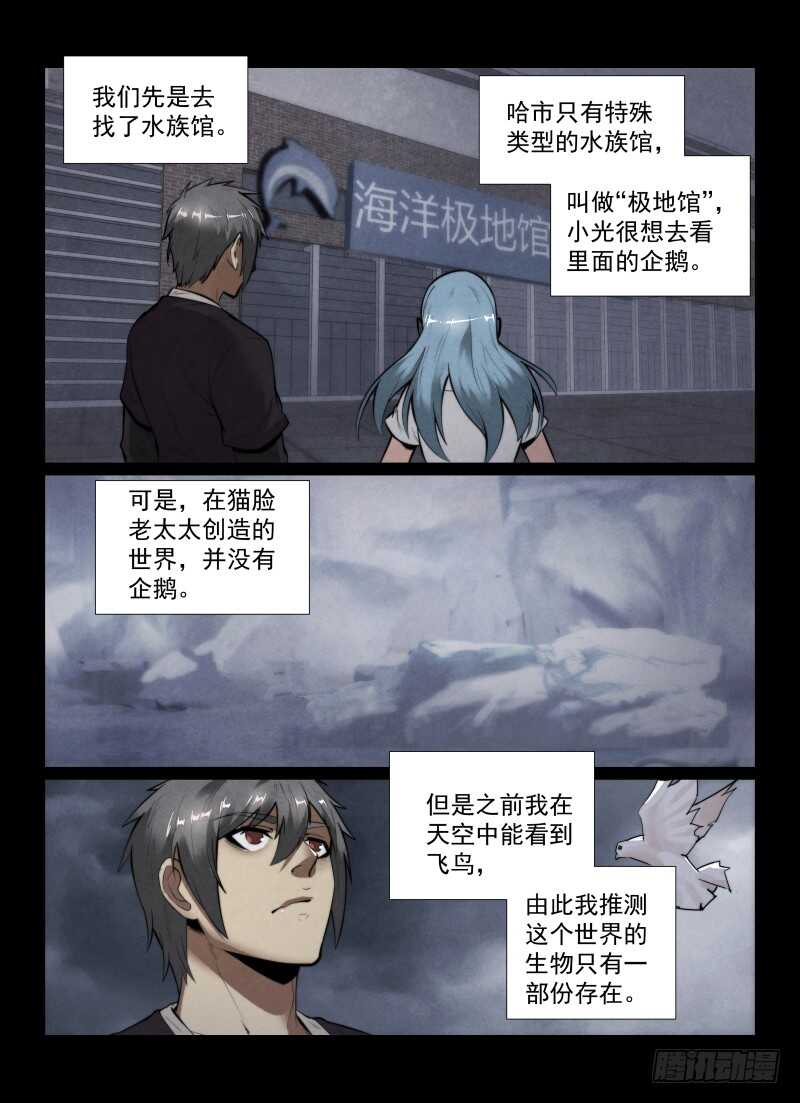 我们先是去
找了水族馆。
哈市只有特殊
类型的水族馆，
叫做“极地馆”，
小光很想去看
里面的企鹅。
海洋极地馆
可是，在猫脸
老太太创造的
世界，并没有
企鹅。
但是之前我在
天空中能看到
飞鸟，
由此我推测
这个世界的
生物只有一
部份存在。
腾讯动漫